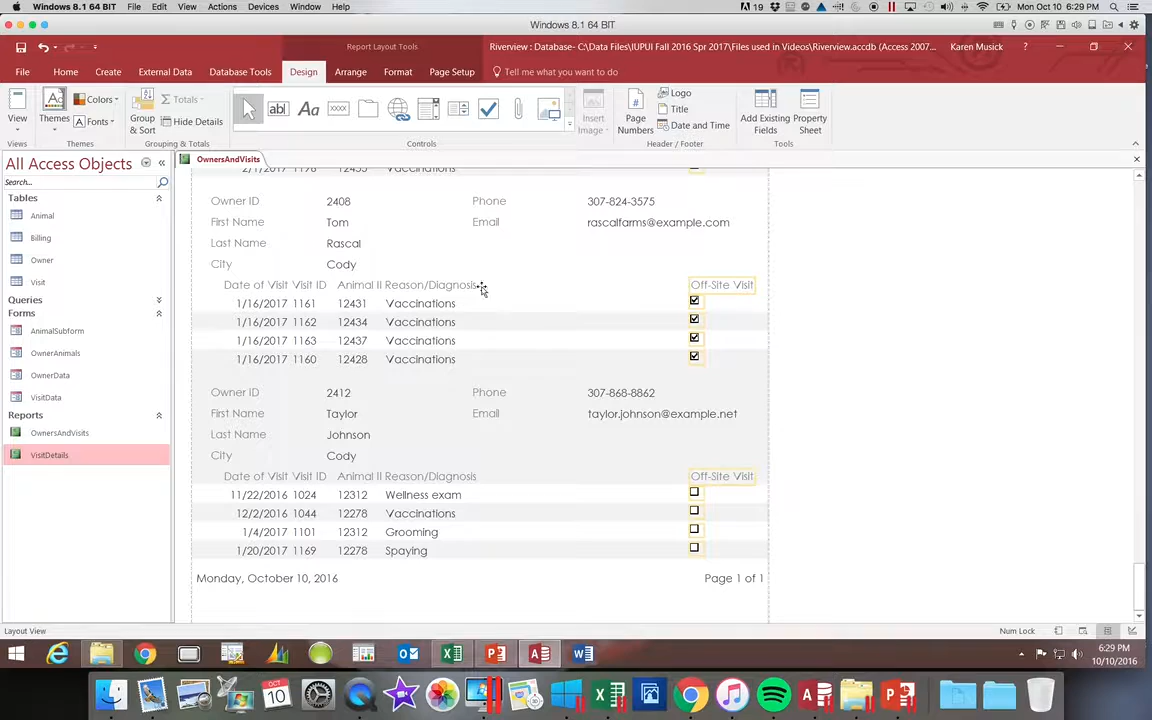 Windows 8.1 64 BIT File Edit View Actions Devices Window Help 19 Mon Oct 10 6:29 PM
Windows 8.1 64 BIT
Report Layout Tools Riverview : Database- C:\Data Files\IUPUI Fall 2016 Spr 2017\Files used in Videos\Riverview.accdb (Access 2007... Karen Musick ?
File Home Create External Data Database Tools Design Arrange Format Page Setup Tell me what you want to do
View Themes Colors Fonts Group & Sort Totals Hide Details Aa xxxx ab Insert Image Page Numbers Logo Title Date and Time Add Existing Fields Property Sheet
Views Themes Grouping & Totals Controls Header / Footer Tools
All Access Objects
Search...
Tables
Animal
Billing
Owner
Visit
Queries
Forms
AnimalSubform
OwnerAnimals
OwnerData
VisitData
Reports
OwnersAndVisits
VisitDetails
OwnersAndVisits
Owner ID 2408 Phone 307-824-3575
First Name Tom Email rascalfarms@example.com
Last Name Rascal
City Cody
Date of Visit Visit ID Animal II Reason/Diagnosis Off-Site Visit
1/16/2017 1161 12431 Vaccinations
1/16/2017 1162 12434 Vaccinations
1/16/2017 1163 12437 Vaccinations
1/16/2017 1160 12428 Vaccinations
Owner ID 2412 Phone 307-868-8862
First Name Taylor Email taylor.johnson@example.net
Last Name Johnson
City Cody
Date of Visit Visit ID Animal II Reason/Diagnosis Off-Site Visit
11/22/2016 1024 12312 Wellness exam
12/2/2016 1044 12278 Vaccinations
1/4/2017 1101 12312 Grooming
1/20/2017 1169 12278 Spaying
Monday, October 10, 2016 Page 1 of 1
Layout View Num Lock
6:29 PM
10/10/2016
OCT
10